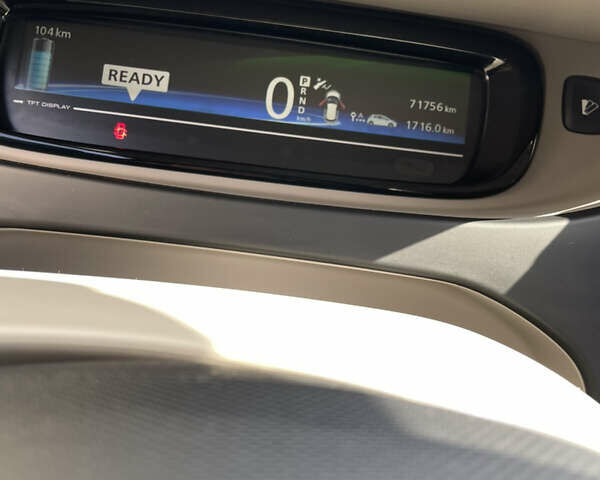 104 km
READY
0
P
R
N
D
km/h
71756 km
1716.0 km
TFT DISPLAY